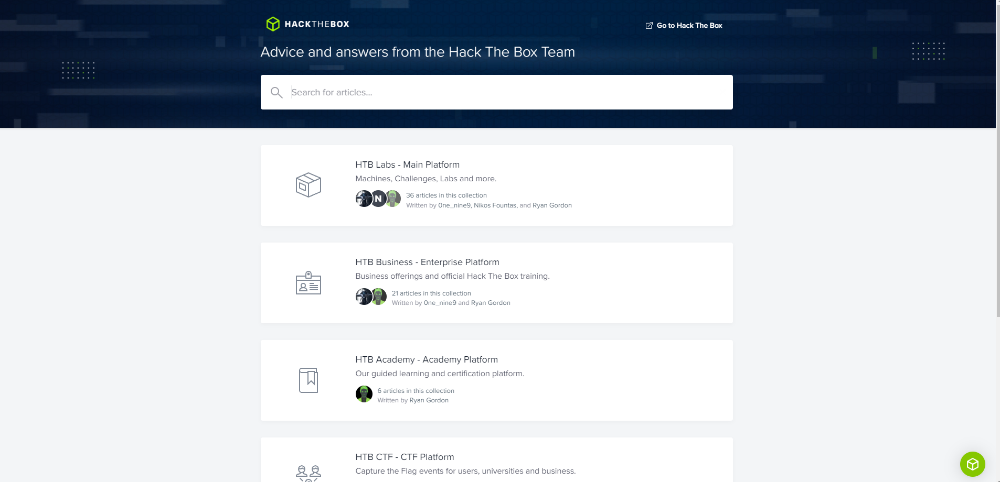 HACKTHEBOX
Go to Hack The Box
Advice and answers from the Hack The Box Team
Search for articles...
HTB Labs - Main Platform
Machines, Challenges, Labs and more.
N
36 articles in this collection
Written by 0ne_nine9, Nikos Fountas, and Ryan Gordon
HTB Business - Enterprise Platform
Business offerings and official Hack The Box training.
21 articles in this collection
Written by 0ne_nine9 and Ryan Gordon
HTB Academy - Academy Platform
Our guided learning and certification platform.
6 articles in this collection
Written by Ryan Gordon
HTB CTF - CTF Platform
Capture the Flag events for users, universities and business.